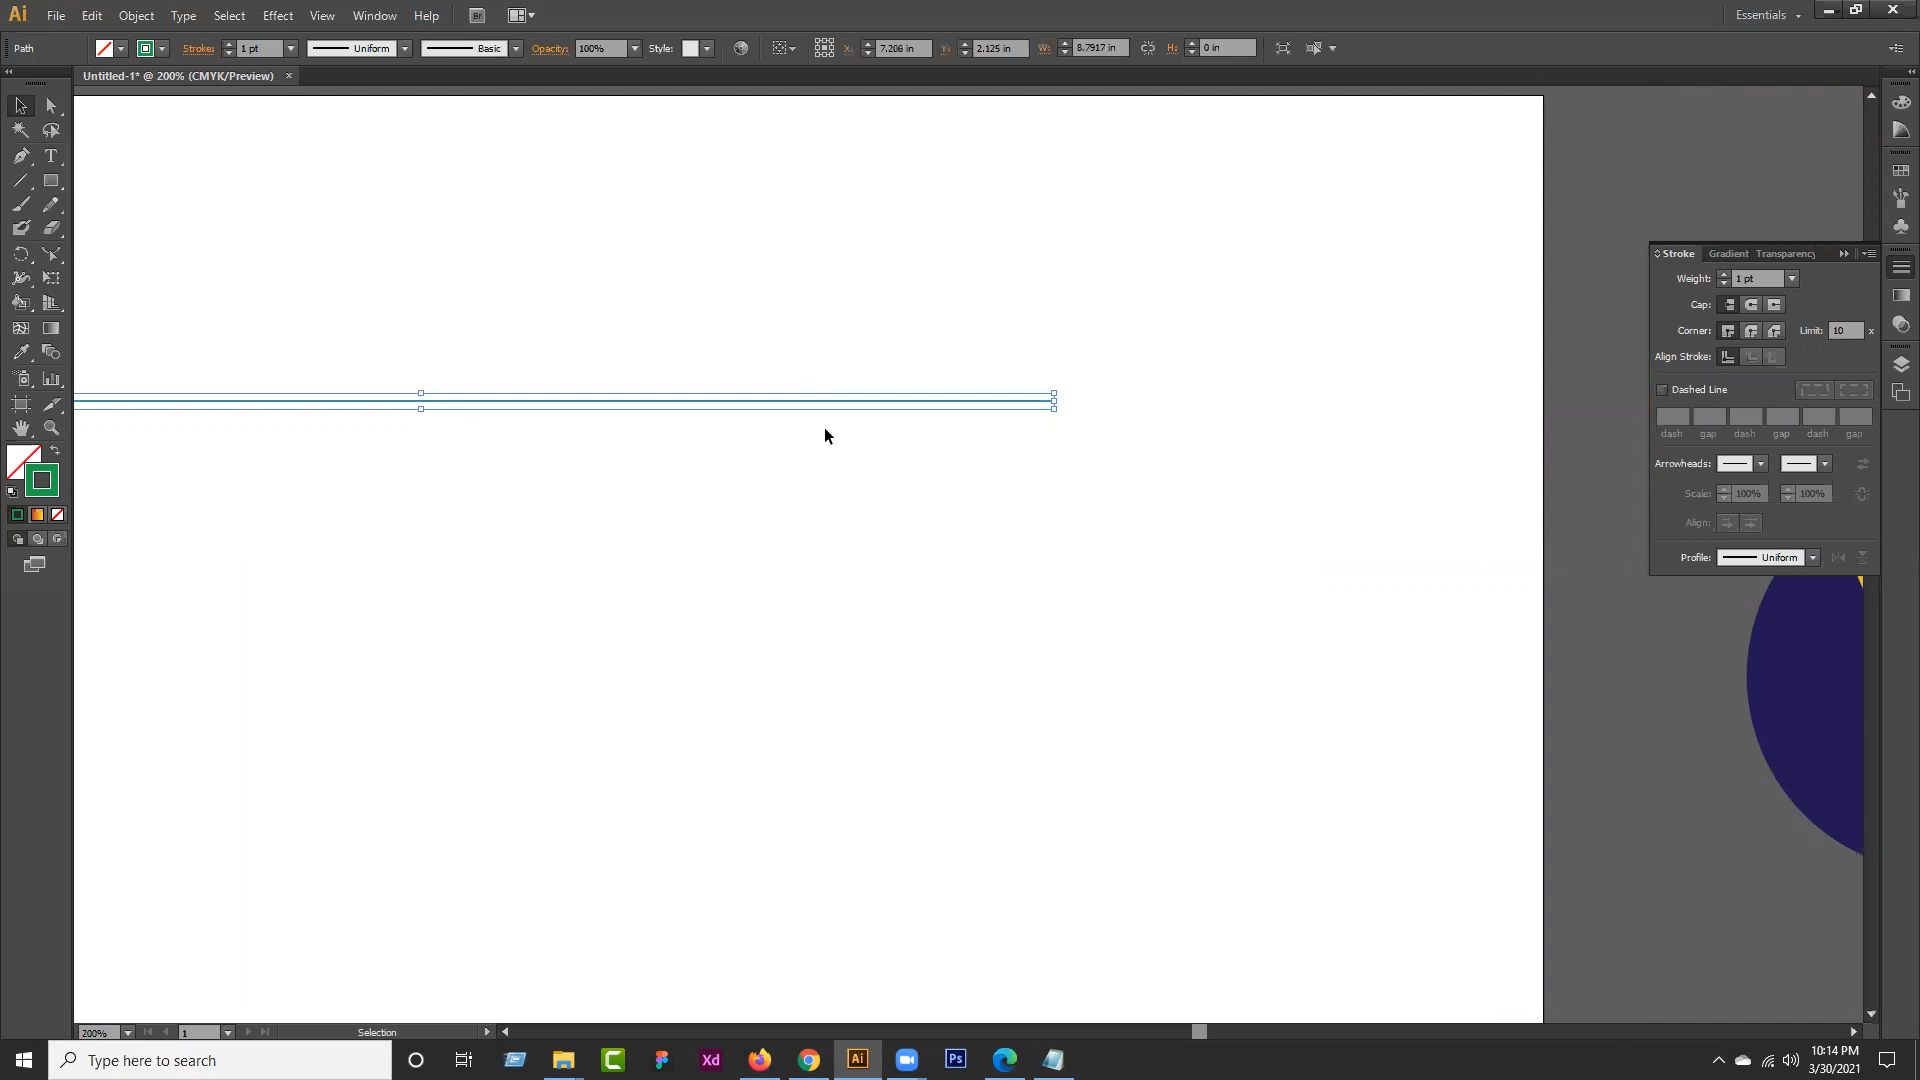 Ai File Edit Object Type Select Effect View Window Help Br Essentials
Path Stroke: 1 pt Uniform Basic Opacity: 100% Style: X: 7.206 in Y: 2.125 in W: 8.7917 in H: 0 in
Untitled-1* @ 200% (CMYK/Preview) ×
Stroke Gradient Transparency
Weight: 1 pt
Cap:
Corner: Limit: 10 x
Align Stroke:
Dashed Line
dash gap dash gap dash gap
Arrowheads:
Scale: 100% 100%
Align:
Profile: Uniform
T
200% 1 Selection
Type here to search Xd Ai Ps 10:14 PM
3/30/2021